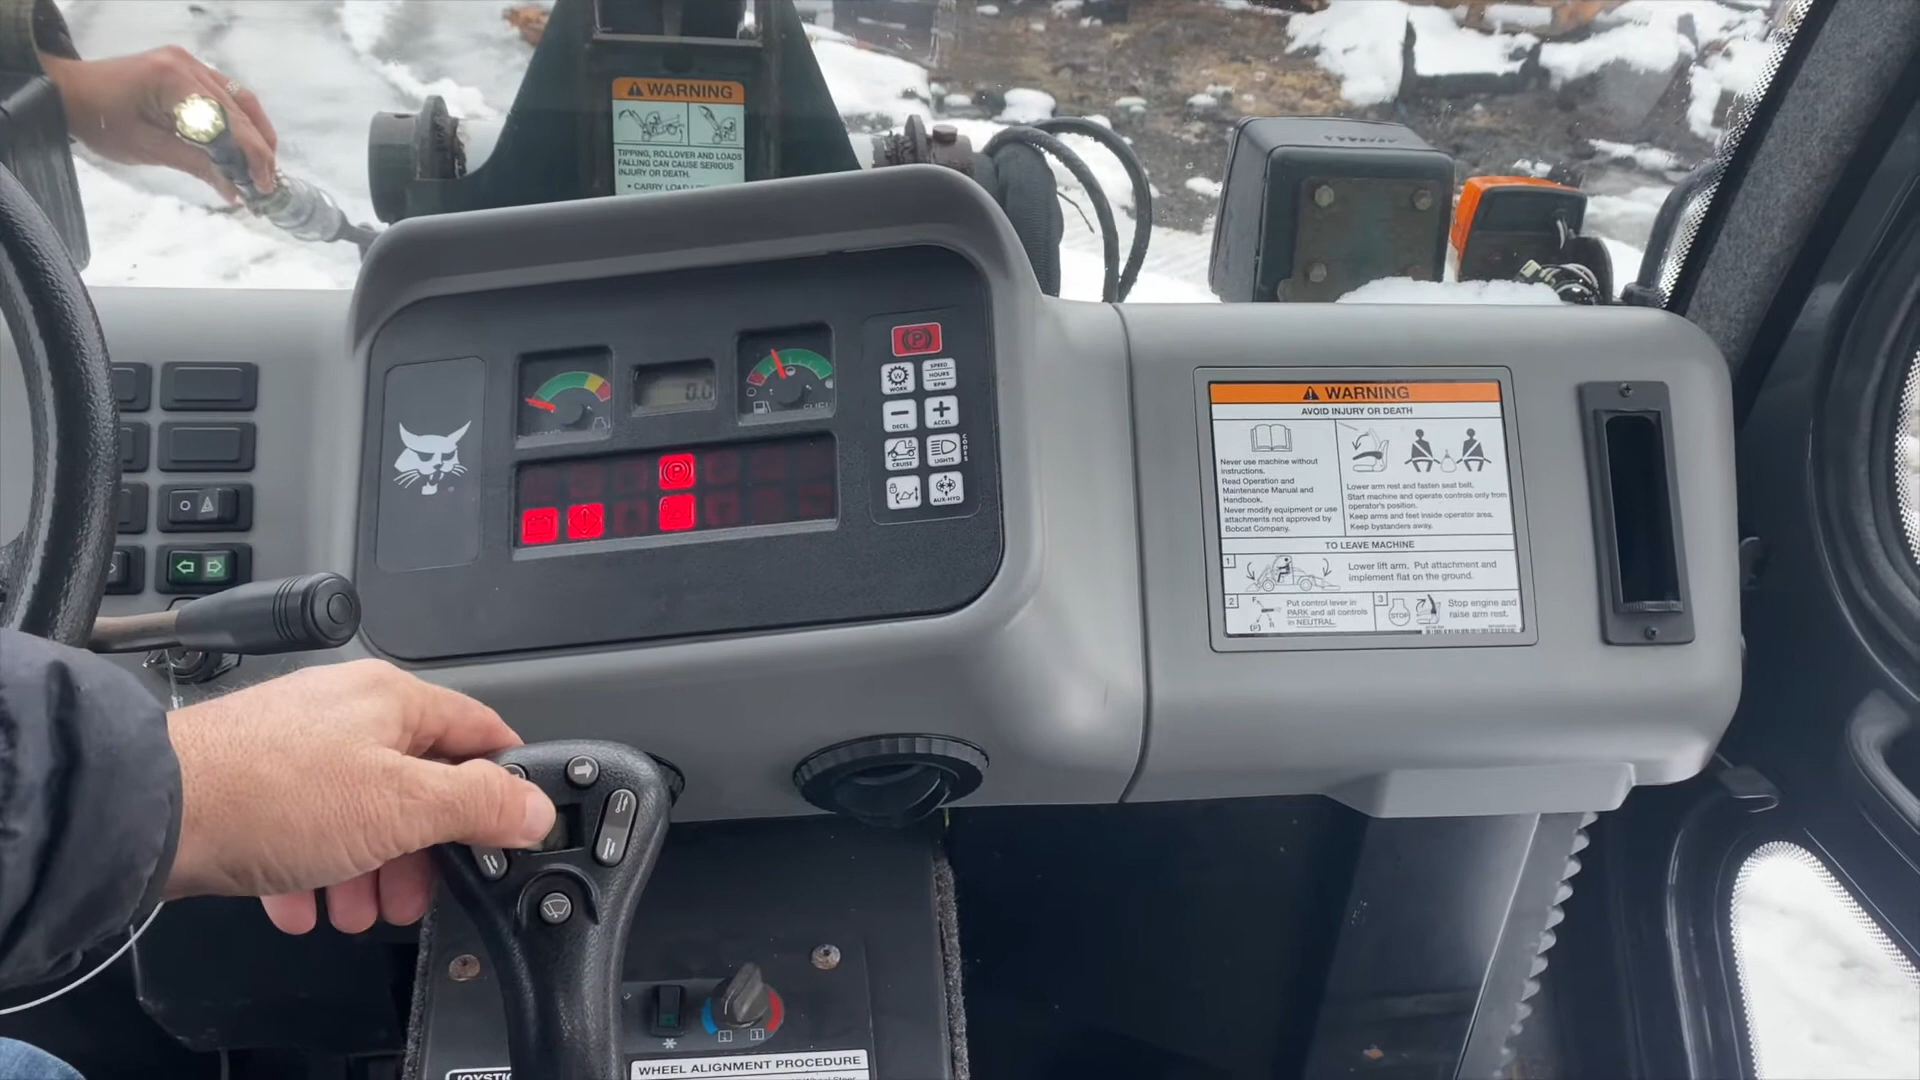 WARNING
TIPPING, ROLLOVER AND LOADS
FALLING CAN CAUSE SERIOUS
INJURY OR DEATH.
• CARRY LOAD
0.0
FUEL
P
W
WORK
SPEED
HOURS
RPM
DECEL
ACCEL
CRUISE
LIGHTS
CODES
AUX-HYD
P
WARNING
AVOID INJURY OR DEATH
Never use machine without
instructions.
Read Operation and
Maintenance Manual and
Handbook.
Never modify equipment or use
attachments not approved by
Bobcat Company.
Lower arm rest and fasten seat belt.
Start machine and operate controls only from
operator's position.
Keep arms and feet inside operator area.
Keep bystanders away.
TO LEAVE MACHINE
1
Lower lift arm. Put attachment and
implement flat on the ground.
2
F
(P)
R
Put control lever in
PARK and all controls
in NEUTRAL.
3
STOP
Stop engine and
raise arm rest.
WHEEL ALIGNMENT PROCEDURE